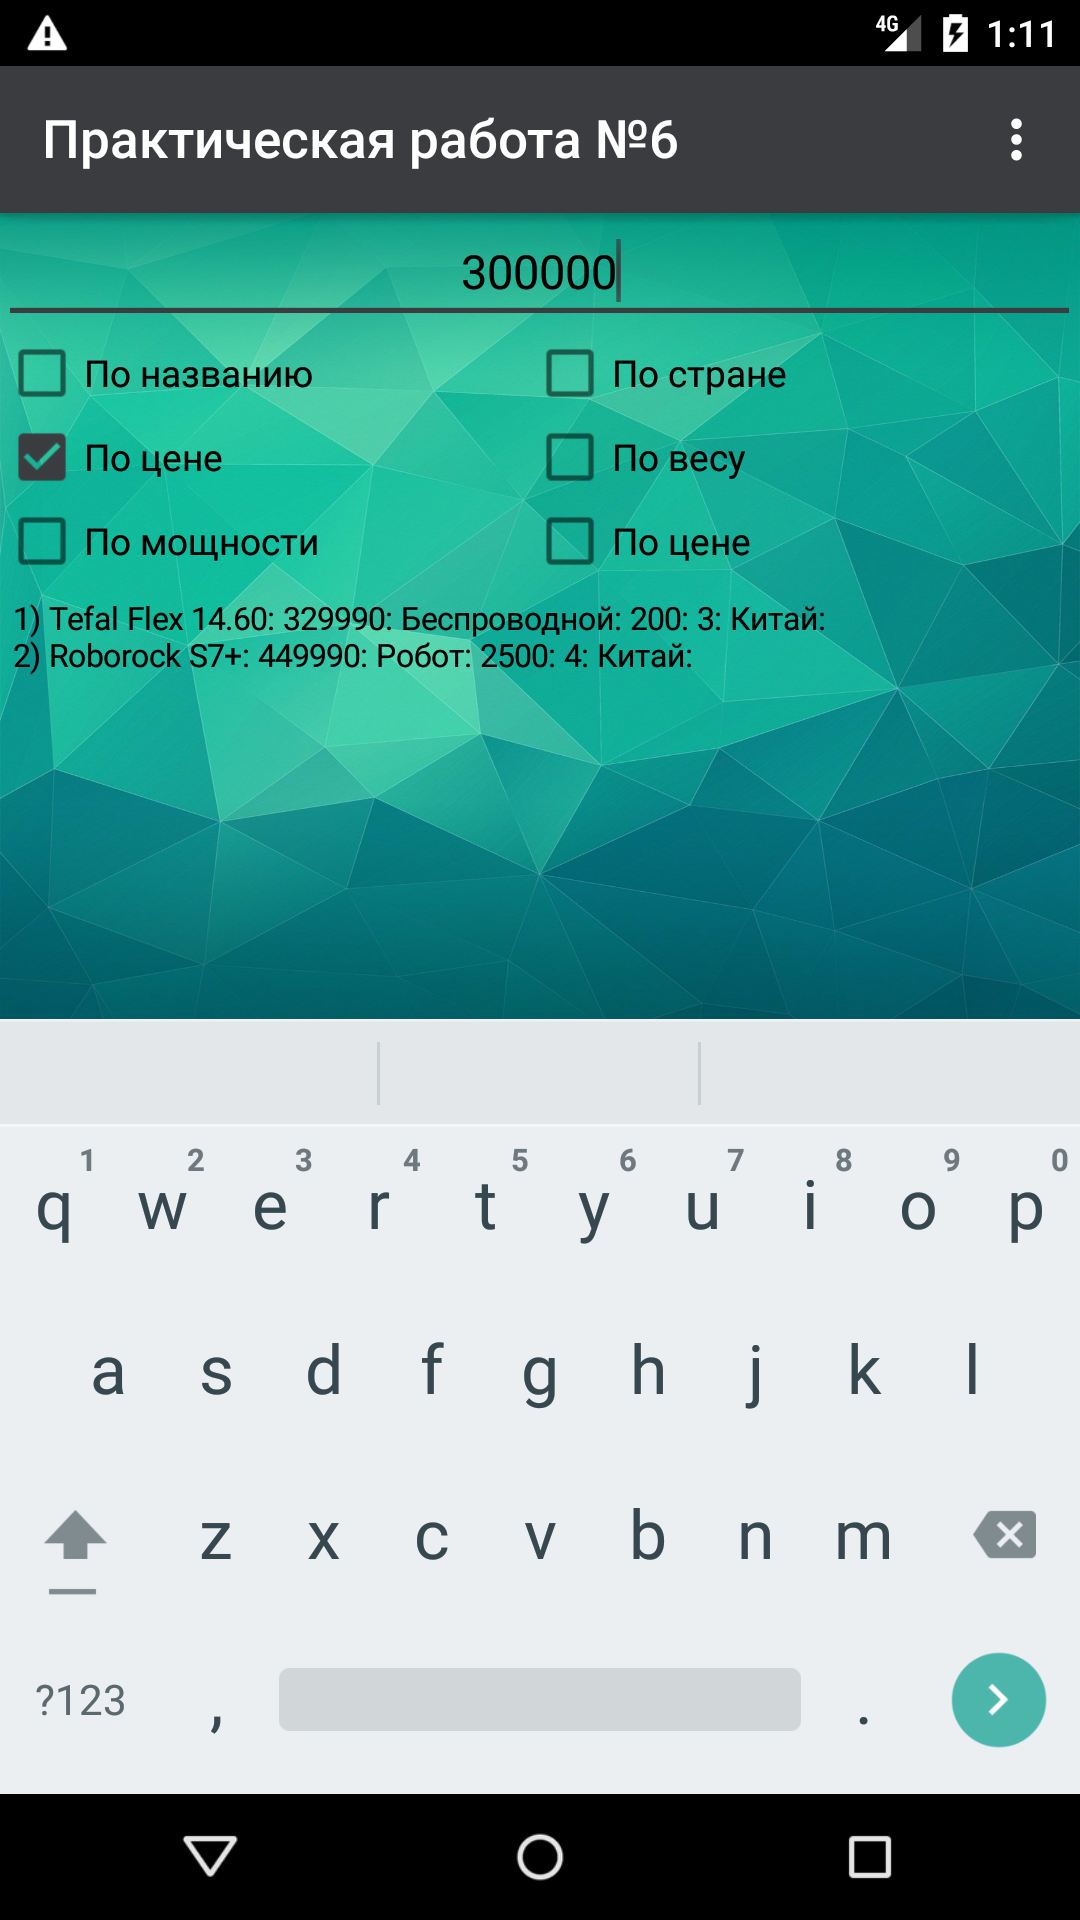 4G 1:11
Практическая работа №6
300000
По названию По стране
По цене По весу
По мощности По цене
1) Tefal Flex 14.60: 329990: Беспроводной: 200: 3: Китай:
2) Roborock S7+: 449990: Робот: 2500: 4: Китай:
1 2 3 4 5 6 7 8 9 0
q w e r t y u i o p
a s d f g h j k l
z x c v b n m
?123 , .